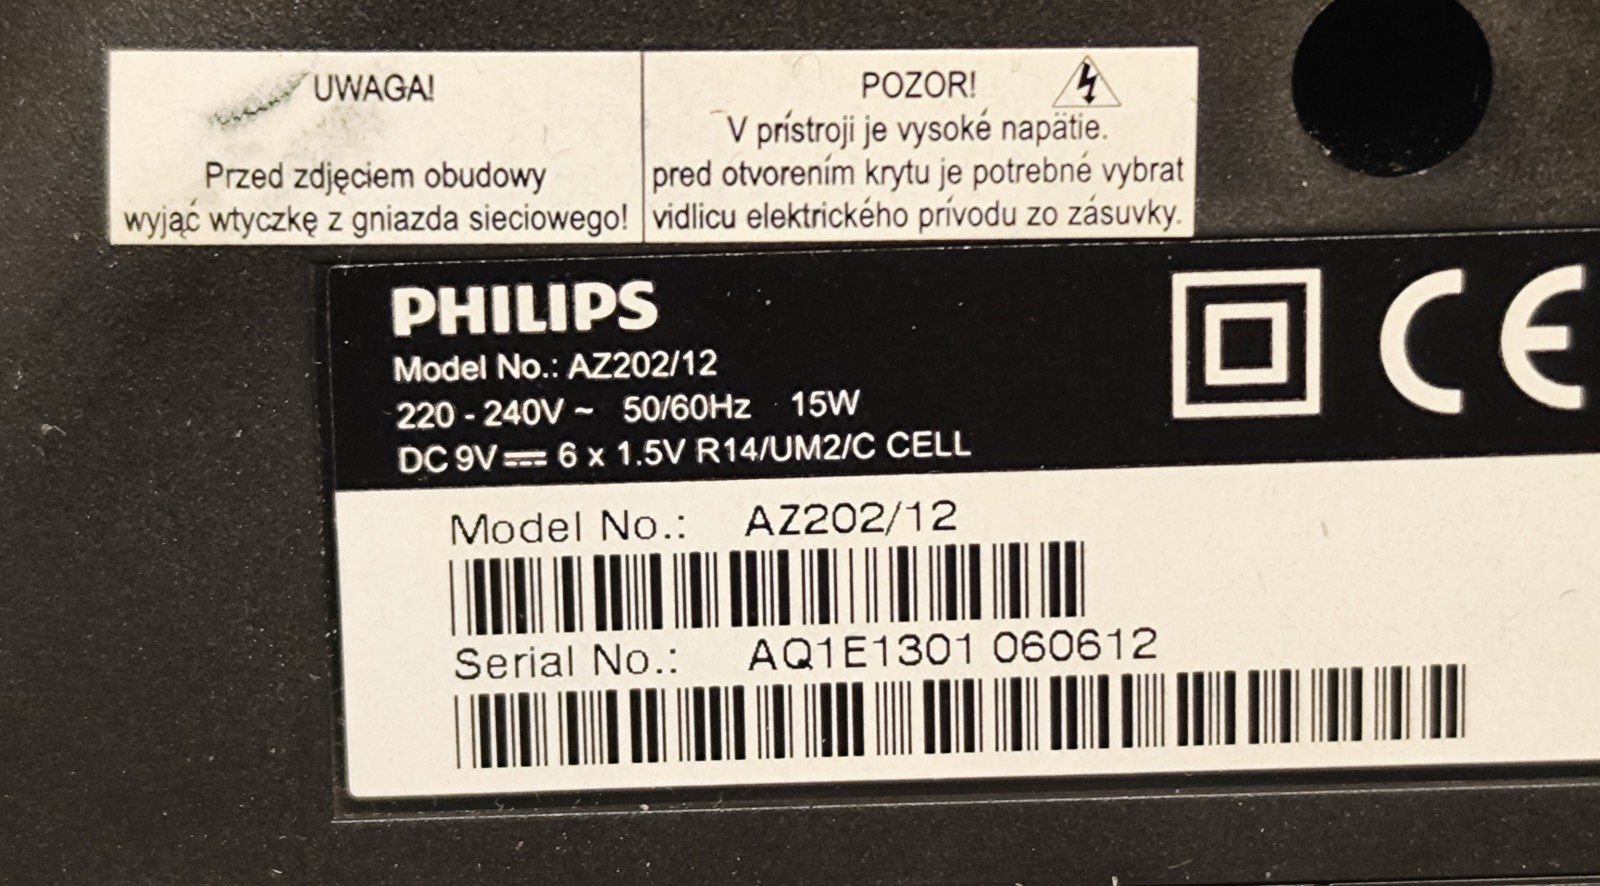 UWAGA!
Przed zdjęciem obudowy
wyjąć wtyczkę z gniazda sieciowego!
POZOR!
V prístroji je vysoké napätie.
pred otvorením krytu je potrebné vybrat
vidlicu elektrického prívodu zo zásuvky.
PHILIPS
Model No.: AZ202/12
220 - 240V ~ 50/60Hz 15W
DC 9V ⎓ 6 x 1.5V R14/UM2/C CELL
CE
Model No.: AZ202/12
Serial No.: AQ1E1301 060612